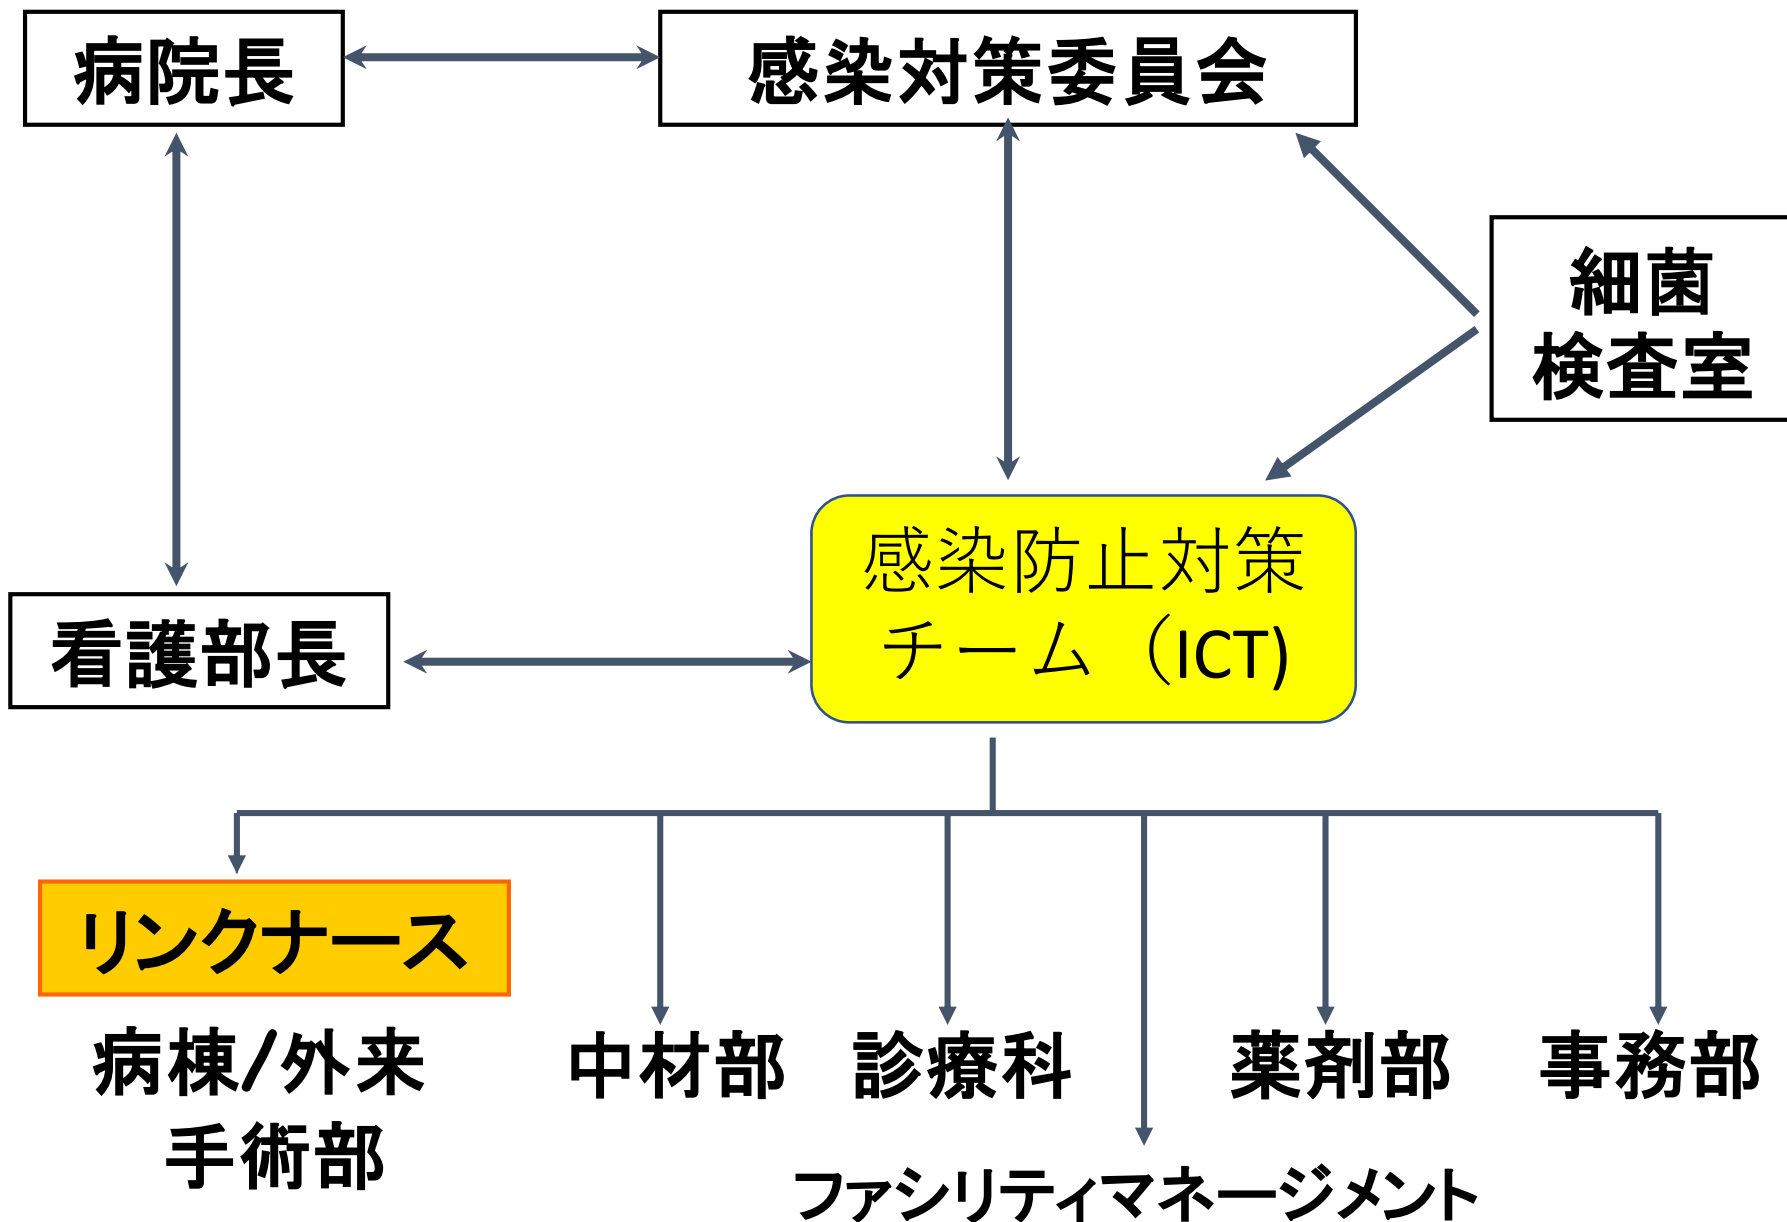 病院長
感染対策委員会
細菌
検査室
感染防止対策
チーム（ICT)
看護部長
リンクナース
病棟/外来
手術部
中材部
診療科
薬剤部
事務部
ファシリティマネージメント